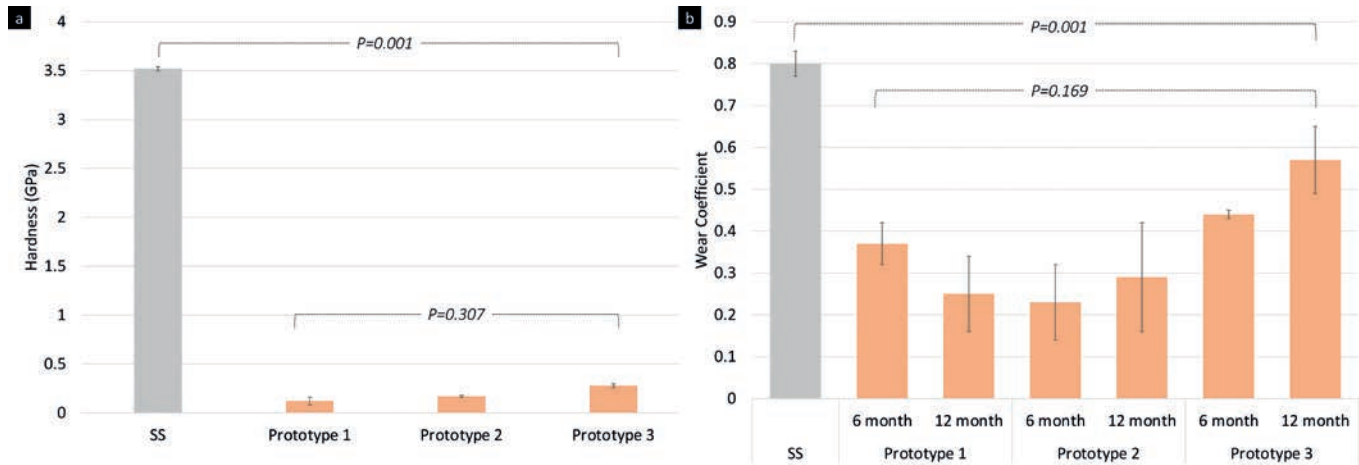 a
4
3.5
3
2.5
2
1.5
1
0.5
0
Hardness (GPa)
P=0.001
P=0.307
SS Prototype 1 Prototype 2 Prototype 3
b
0.9
0.8
0.7
0.6
0.5
0.4
0.3
0.2
0.1
0
Wear Coefficient
P=0.001
P=0.169
6 month 12 month 6 month 12 month 6 month 12 month
SS Prototype 1 Prototype 2 Prototype 3